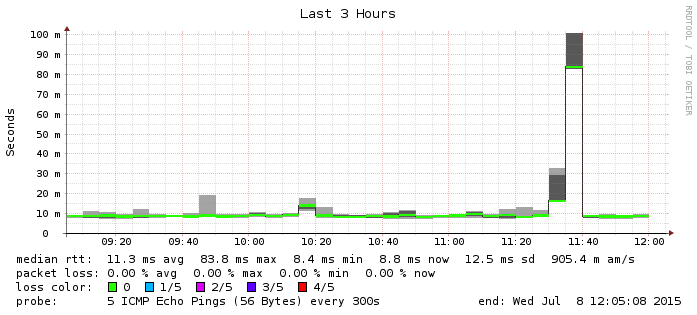 Last 3 Hours
RRDTOOL / TOBI OETIKER
Seconds
100 m
90 m
80 m
70 m
60 m
50 m
40 m
30 m
20 m
10 m
0
09:20 09:40 10:00 10:20 10:40 11:00 11:20 11:40 12:00
median rtt: 11.3 ms avg 83.8 ms max 8.4 ms min 8.8 ms now 12.5 ms sd 905.4 m am/s
packet loss: 0.00 % avg 0.00 % max 0.00 % min 0.00 % now
loss color: 0 1/5 2/5 3/5 4/5
probe: 5 ICMP Echo Pings (56 Bytes) every 300s end: Wed Jul 8 12:05:08 2015